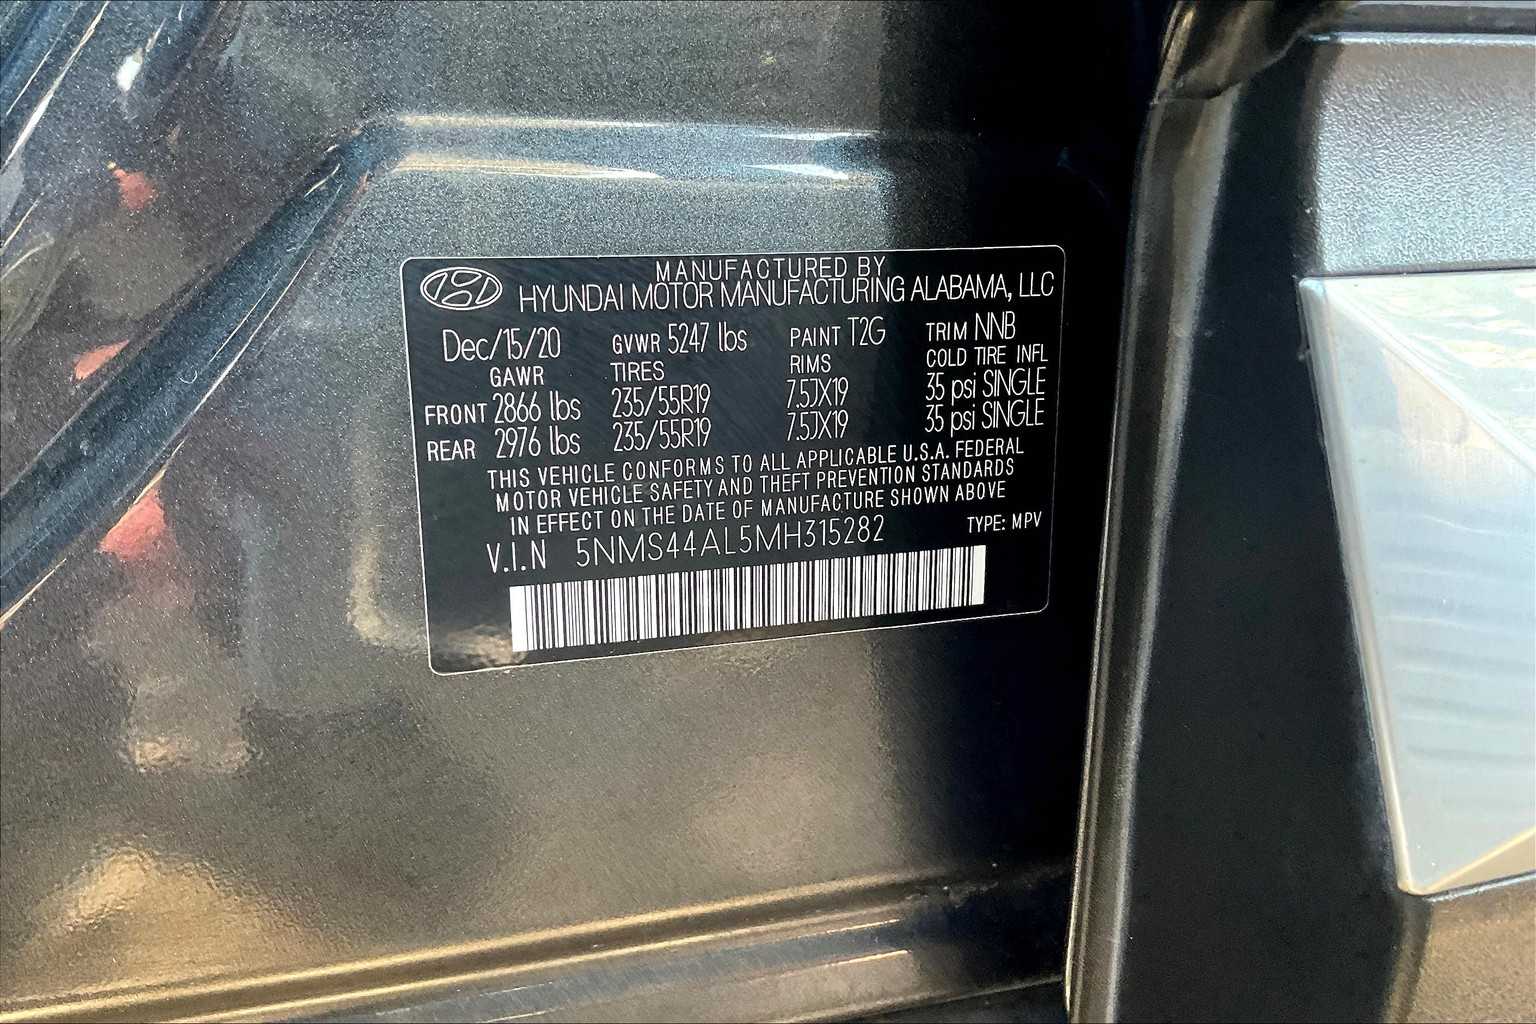 MANUFACTURED BY
HYUNDAI MOTOR MANUFACTURING ALABAMA, LLC
Dec/15/20 GVWR 5247 lbs PAINT T2G TRIM NNB
GAWR TIRES RIMS COLD TIRE INFL
FRONT 2866 lbs 235/55R19 7.5JX19 35 psi SINGLE
REAR 2976 lbs 235/55R19 7.5JX19 35 psi SINGLE
THIS VEHICLE CONFORMS TO ALL APPLICABLE U.S.A. FEDERAL
MOTOR VEHICLE SAFETY AND THEFT PREVENTION STANDARDS
IN EFFECT ON THE DATE OF MANUFACTURE SHOWN ABOVE
V.I.N 5NMS44AL5MH315282 TYPE: MPV